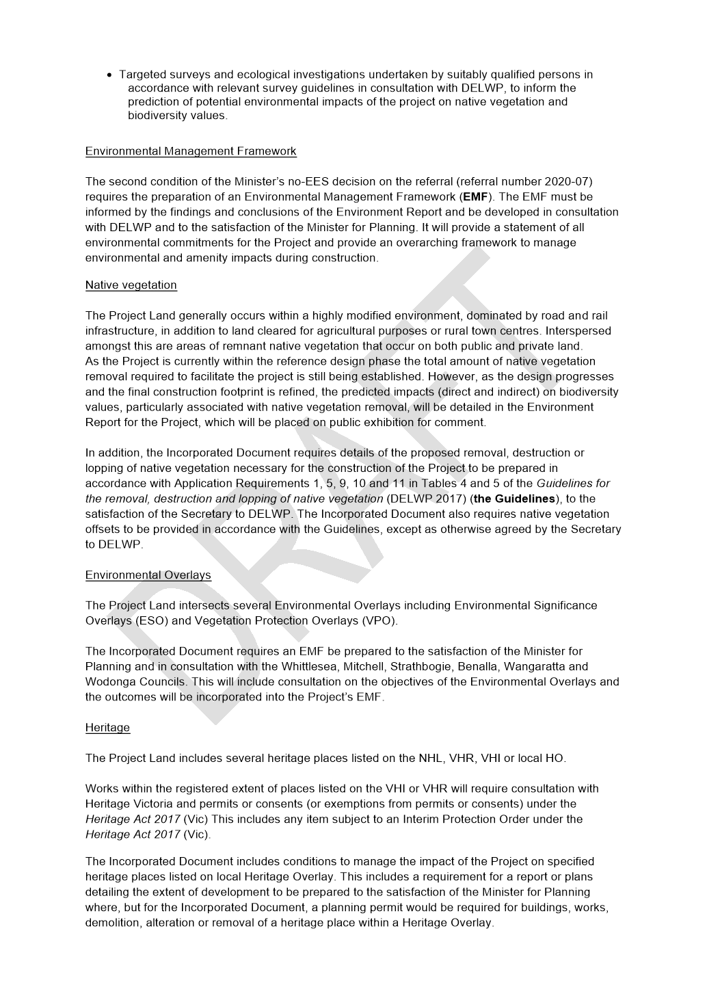 • Targeted surveys and ecological investigations undertaken by suitably qualified persons in
accordance with relevant survey guidelines in consultation with DELWP, to inform the
prediction of potential environmental impacts of the project on native vegetation and
biodiversity values.
Environmental Management Framework
The second condition of the Minister’s no-EES decision on the referral (referral number 2020-07)
requires the preparation of an Environmental Management Framework (EMF). The EMF must be
informed by the findings and conclusions of the Environment Report and be developed in consultation
with DELWP and to the satisfaction of the Minister for Planning. It will provide a statement of all
environmental commitments for the Project and provide an overarching framework to manage
environmental and amenity impacts during construction.
Native vegetation
The Project Land generally occurs within a highly modified environment, dominated by road and rail
infrastructure, in addition to land cleared for agricultural purposes or rural town centres. Interspersed
amongst this are areas of remnant native vegetation that occur on both public and private land.
As the Project is currently within the reference design phase the total amount of native vegetation
removal required to facilitate the project is still being established. However, as the design progresses
and the final construction footprint is refined, the predicted impacts (direct and indirect) on biodiversity
values, particularly associated with native vegetation removal, will be detailed in the Environment
Report for the Project, which will be placed on public exhibition for comment.
In addition, the Incorporated Document requires details of the proposed removal, destruction or
lopping of native vegetation necessary for the construction of the Project to be prepared in
accordance with Application Requirements 1, 5, 9, 10 and 11 in Tables 4 and 5 of the Guidelines for
the removal, destruction and lopping of native vegetation (DELWP 2017) (the Guidelines), to the
satisfaction of the Secretary to DELWP. The Incorporated Document also requires native vegetation
offsets to be provided in accordance with the Guidelines, except as otherwise agreed by the Secretary
to DELWP.
Environmental Overlays
The Project Land intersects several Environmental Overlays including Environmental Significance
Overlays (ESO) and Vegetation Protection Overlays (VPO).
The Incorporated Document requires an EMF be prepared to the satisfaction of the Minister for
Planning and in consultation with the Whittlesea, Mitchell, Strathbogie, Benalla, Wangaratta and
Wodonga Councils. This will include consultation on the objectives of the Environmental Overlays and
the outcomes will be incorporated into the Project’s EMF.
Heritage
The Project Land includes several heritage places listed on the NHL, VHR, VHI or local HO.
Works within the registered extent of places listed on the VHI or VHR will require consultation with
Heritage Victoria and permits or consents (or exemptions from permits or consents) under the
Heritage Act 2017 (Vic) This includes any item subject to an Interim Protection Order under the
Heritage Act 2017 (Vic).
The Incorporated Document includes conditions to manage the impact of the Project on specified
heritage places listed on local Heritage Overlay. This includes a requirement for a report or plans
detailing the extent of development to be prepared to the satisfaction of the Minister for Planning
where, but for the Incorporated Document, a planning permit would be required for buildings, works,
demolition, alteration or removal of a heritage place within a Heritage Overlay.
DRAFT